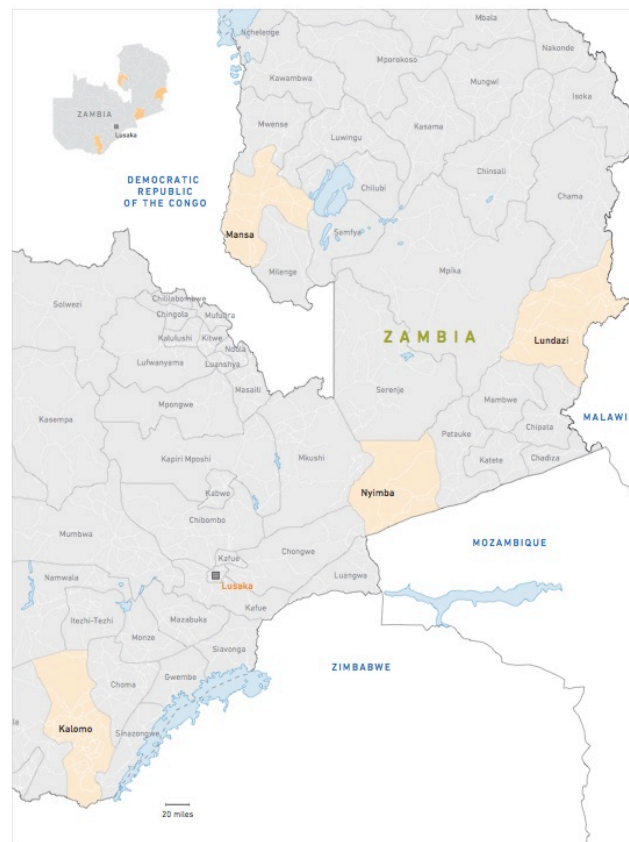 Nchelenge
Mbala
Nakonde
Mporokoso
Kawambwa
Mungwi
Isoka
ZAMBIA
Lusaka
Mwense
Kasama
Luwingu
Chinsali
DEMOCRATIC
REPUBLIC
OF THE CONGO
Chilubi
Chama
Mansa
Samfya
Milenge
Mpika
Solwezi
Chililabombwe
Chingola
Mufulira
Kalulushi
Kitwe
Ndola
Lufwanyama
Luanshya
Masaiti
ZAMBIA
Lundazi
Serenje
Kasempa
Mpongwe
Mambwe
MALAWI
Chipata
Petauke
Kapiri Mposhi
Mkushi
Katete
Chadiza
Kabwe
Nyimba
Chibombo
Mumbwa
MOZAMBIQUE
Kafue
Chongwe
Namwala
Lusaka
Luangwa
Kafue
Itezhi-Tezhi
Mazabuka
Monze
Siavonga
ZIMBABWE
Gwembe
Choma
la
Kalomo
Sinazongwe
20 miles